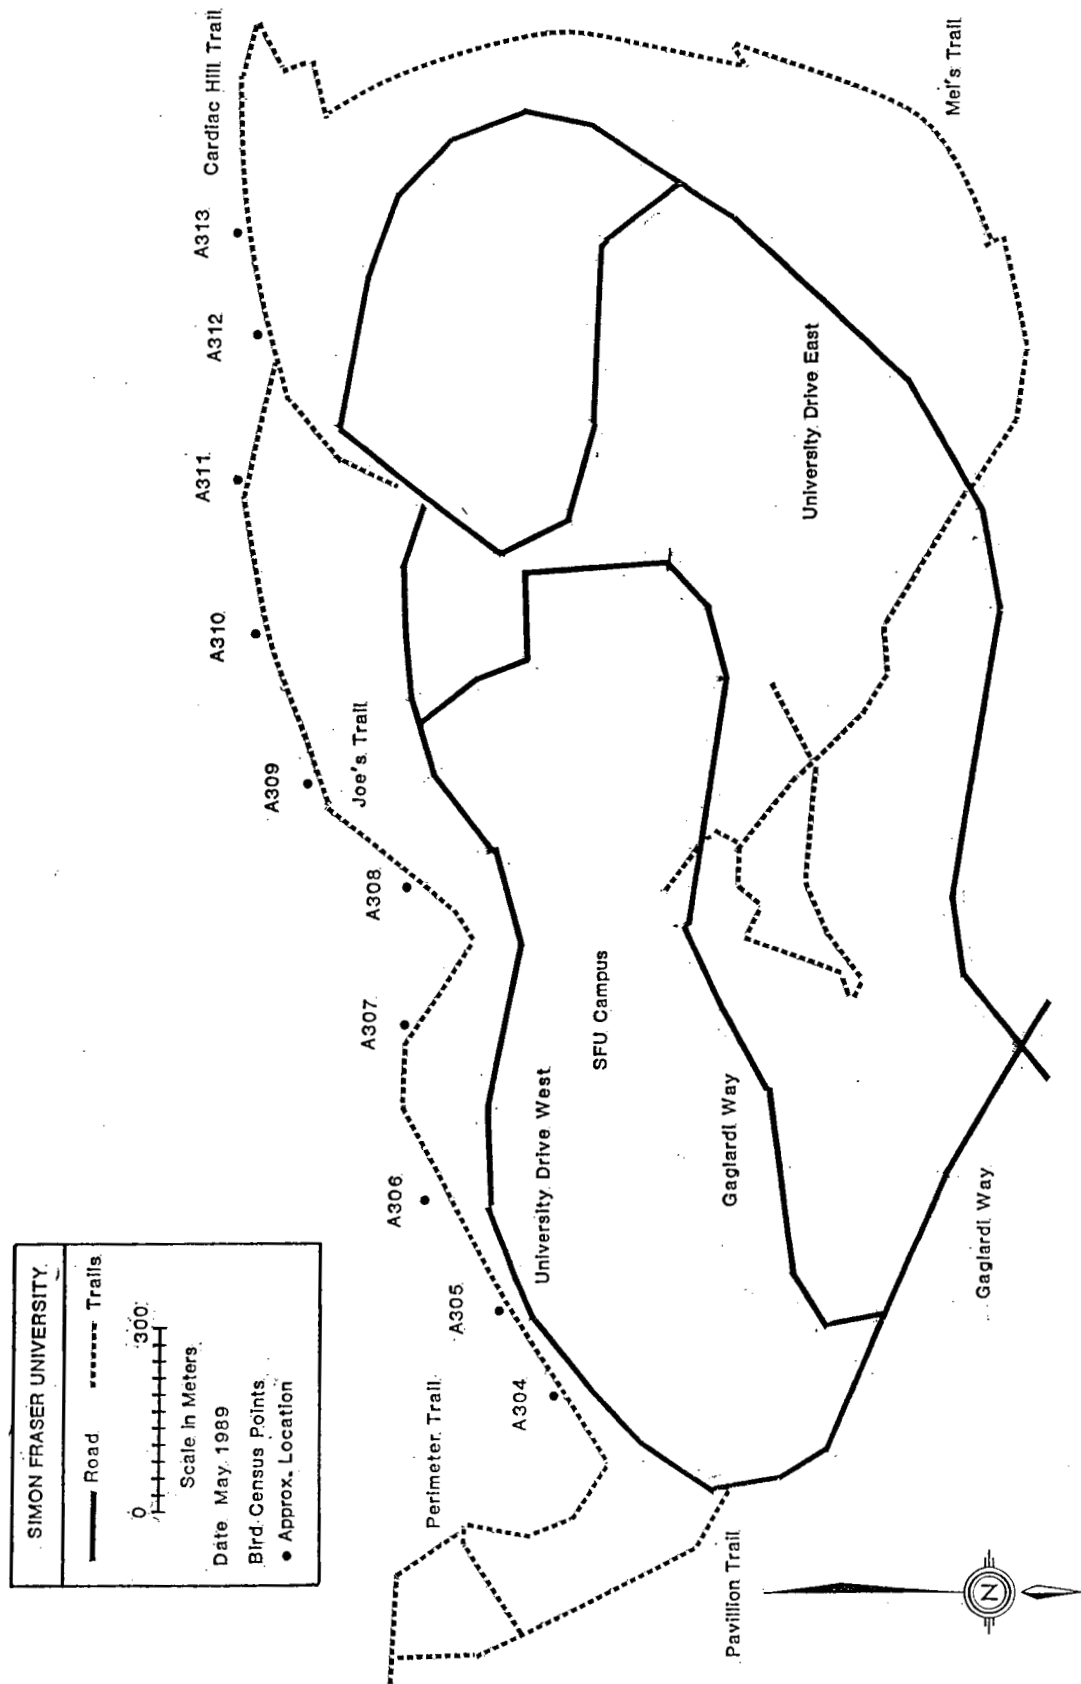 SIMON FRASER UNIVERSITY
Road
Trails
0
300
Scale in Meters
Date May, 1989
Bird Census Points
• Approx. Location
A304
A305
A306
A307
A308
A309
A310
A311
A312
A313
Cardiac Hill Trail
Joe's Trail
Perimeter Trail
University Drive West
SFU Campus
Gaglardi Way
University Drive East
Mel's Trail
Gaglardi Way
Pavillion Trail
N